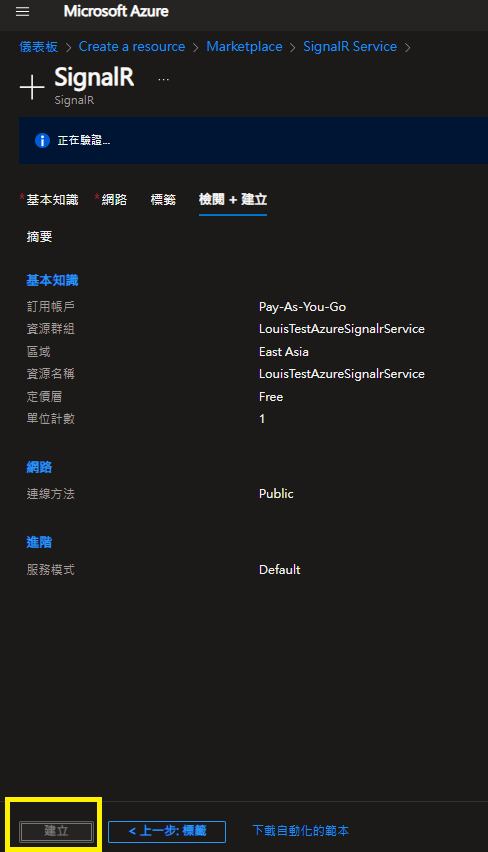 Microsoft Azure
儀表板 > Create a resource > Marketplace > SignalR Service >
SignalR ...
SignalR
正在驗證...
*基本知識 *網路 標籤 檢閱 + 建立
摘要
基本知識
訂用帳戶 Pay-As-You-Go
資源群組 LouisTestAzureSignalrService
區域 East Asia
資源名稱 LouisTestAzureSignalrService
定價層 Free
單位計數 1
網路
連線方法 Public
進階
服務模式 Default
建立 < 上一步: 標籤 下載自動化的範本